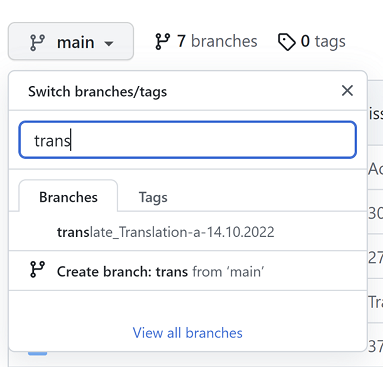 main 7 branches 0 tags
Switch branches/tags
iss
trans
Ac
Branches Tags
30
translate_Translation-a-14.10.2022
27
Create branch: trans from ‘main’
Tra
View all branches
37